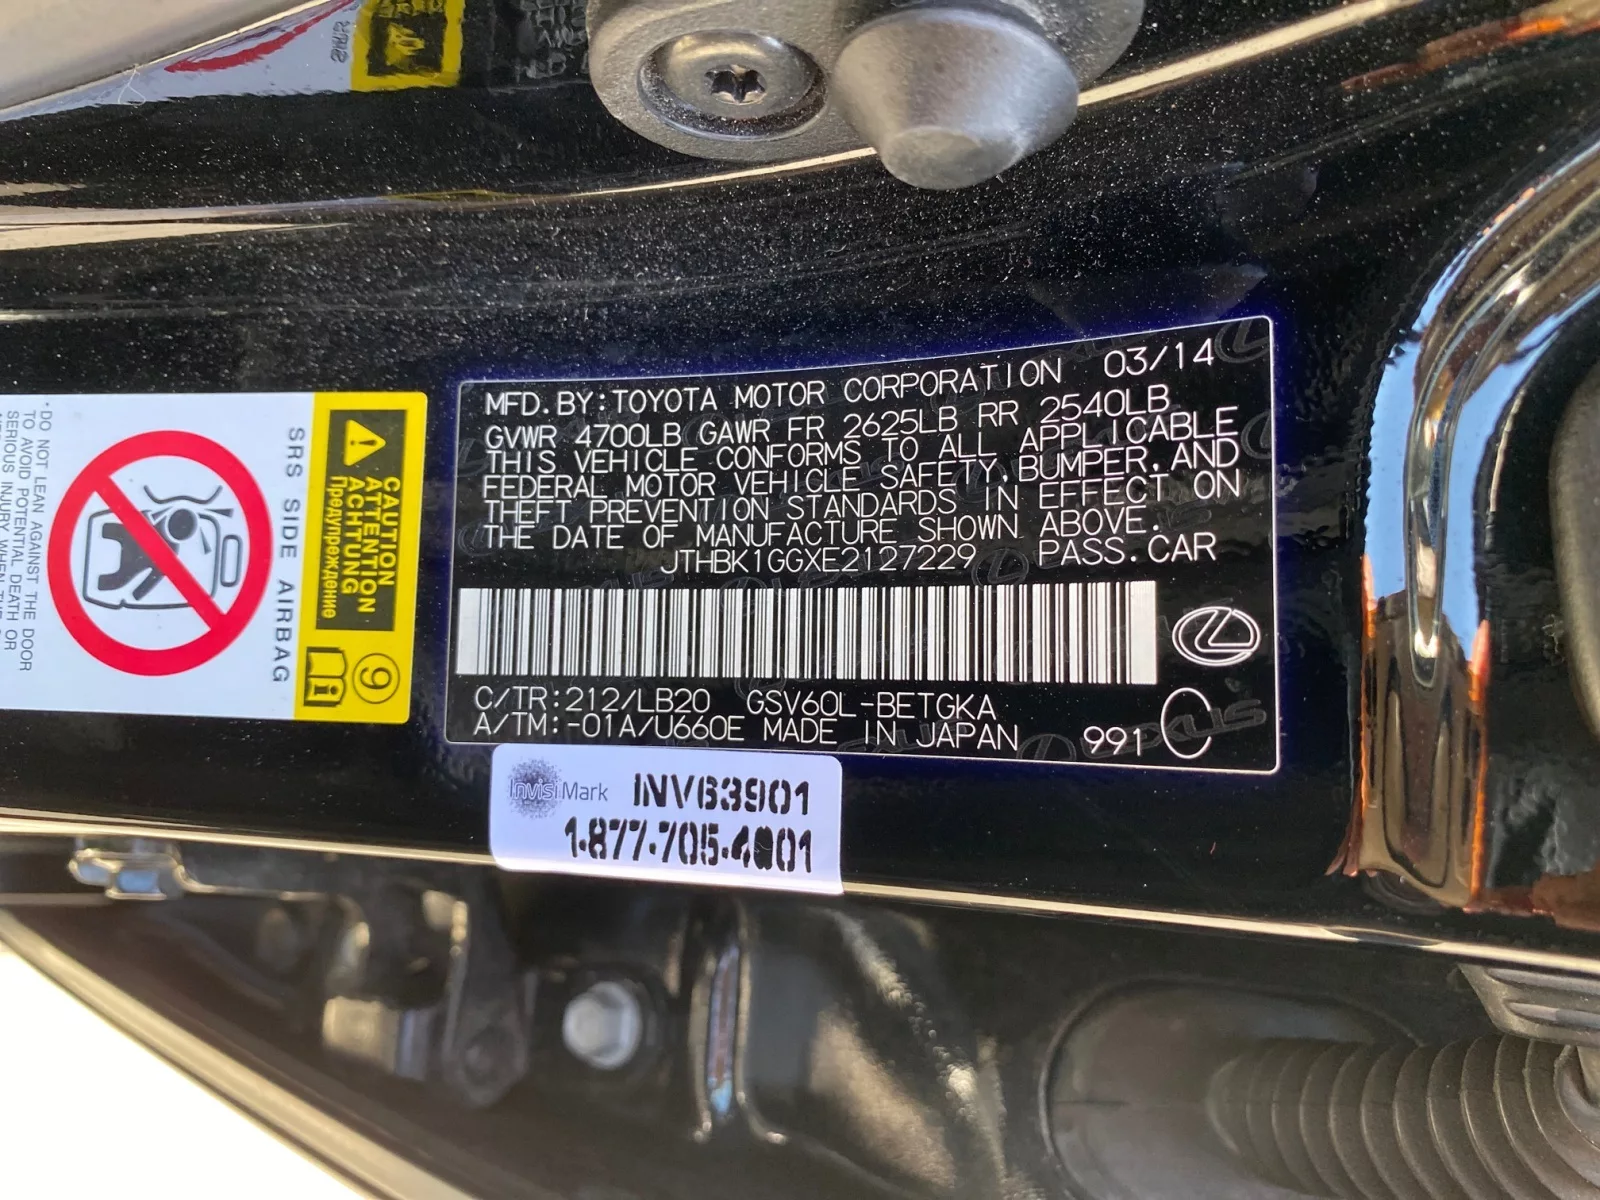 MFD.BY:TOYOTA MOTOR CORPORATION 03/14
GVWR 4700LB GAWR FR 2625LB RR 2540LB
THIS VEHICLE CONFORMS TO ALL APPLICABLE
FEDERAL MOTOR VEHICLE SAFETY,BUMPER,AND
THEFT PREVENTION STANDARDS IN EFFECT ON
THE DATE OF MANUFACTURE SHOWN ABOVE.
JTHBK1GGXE2127229 PASS.CAR
C/TR:212/LB20 GSV60L-BETGKA
A/TM:-01A/U660E MADE IN JAPAN 991
InvisiMark INV63901
1-877-705-4001
CAUTION
ATTENTION
ACHTUNG
Предупреждение
9
SRS SIDE AIRBAG
·DO NOT LEAN AGAINST THE DOOR
TO AVOID POTENTIAL DEATH OR
SERIOUS INJURY WHEN THE